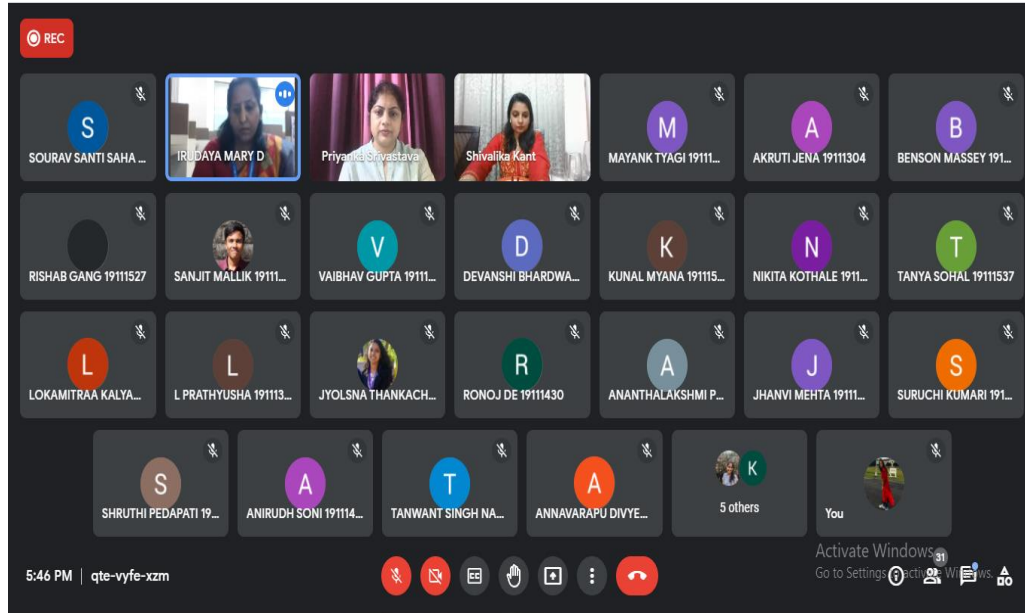 REC
S
SOURAV SANTI SAHA ...
IRUDAYA MARY D
Priyanka Srivastava
Shivalika Kant
M
MAYANK TYAGI 19111...
A
AKRUTI JENA 19111304
B
BENSON MASSEY 191...
RISHAB GANG 19111527
SANJIT MALLIK 19111...
V
VAIBHAV GUPTA 19111...
D
DEVANSHI BHARDWA...
K
KUNAL MYANA 191115...
N
NIKITA KOTHALE 1911...
T
TANYA SOHAL 19111537
L
LOKAMITRAA KALYA...
L
L PRATHYUSHA 191113...
JYOLSNA THANKACH...
R
RONOJ DE 19111430
A
ANANTHALAKSHMI P...
J
JHANVI MEHTA 19111...
S
SURUCHI KUMARI 191...
S
SHRUTHI PEDAPATI 19...
A
ANIRUDH SONI 191114...
T
TANWANT SINGH NA...
A
ANNAVARAPU DIVYE...
K
5 others
You
Activate Windows
Go to Settings to activate Windows.
31
5:46 PM | qte-vyfe-xzm
CC